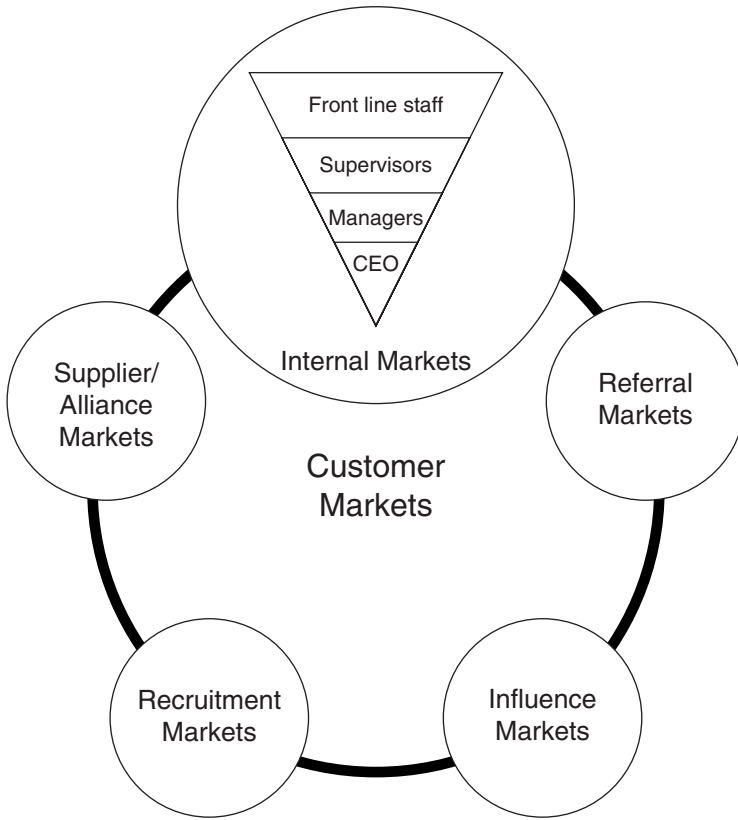 Front line staff
Supervisors
Managers
CEO
Internal Markets
Supplier/
Alliance
Markets
Referral
Markets
Customer
Markets
Recruitment
Markets
Influence
Markets